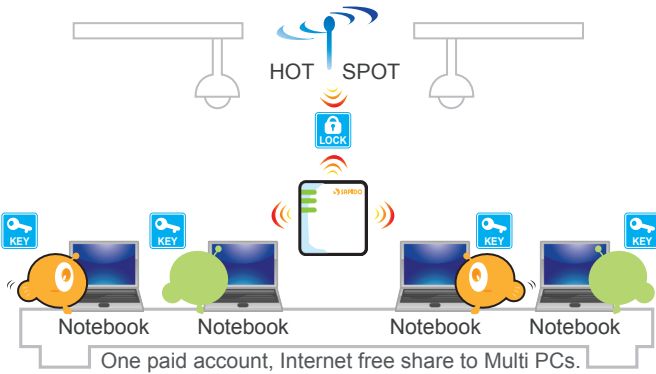 HOT SPOT
LOCK
SAPIDO
KEY KEY KEY KEY
Notebook Notebook Notebook Notebook
One paid account, Internet free share to Multi PCs.